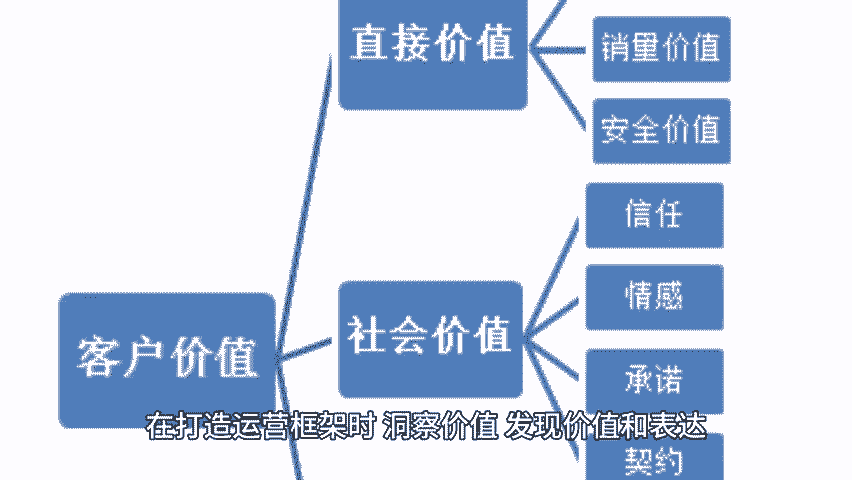 直接价值
销量价值
安全价值
信任
情感
客户价值
社会价值
承诺
契约
在打造运营框架时 洞察价值 发现价值和表达